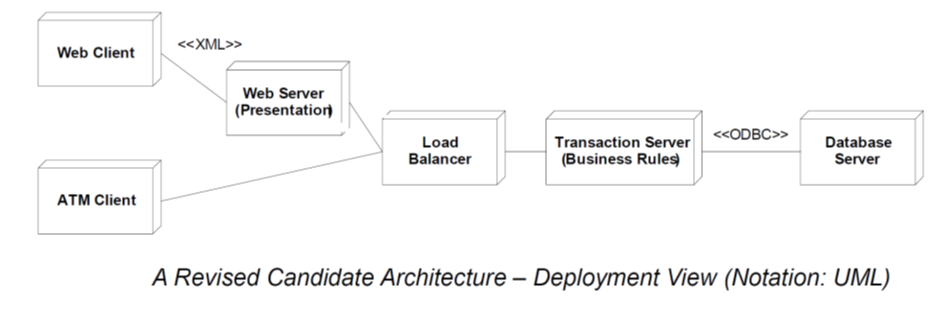 Web Client
<<XML>>
Web Server
(Presentation)
Load
Balancer
Transaction Server
(Business Rules)
<<ODBC>>
Database
Server
ATM Client
A Revised Candidate Architecture – Deployment View (Notation: UML)